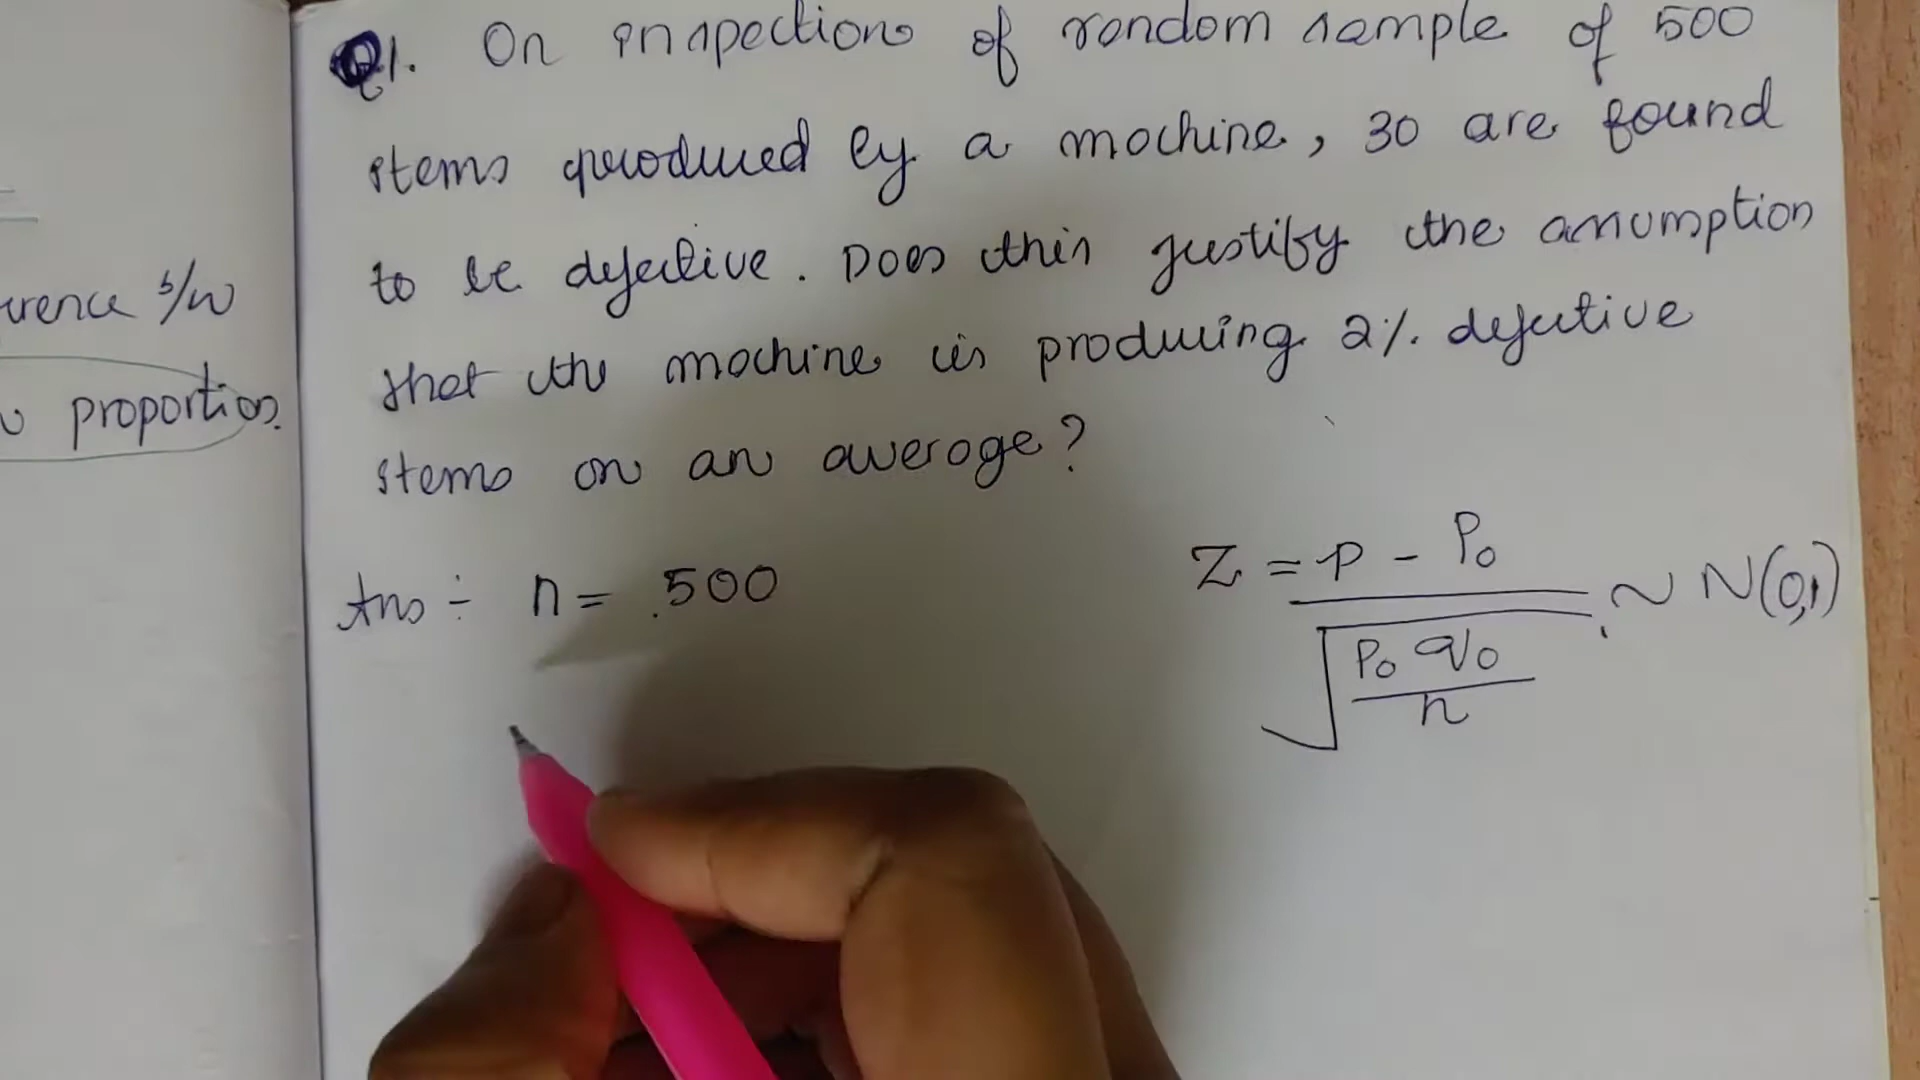 Q1. On inspection of random sample of 500
items produced by a machine, 30 are found
to be defective. Does this justify the assumption
that the machine is producing 2% defective
items on an average?
Ans ÷ n = 500
Z = p - P₀
√ P₀ q₀
n
~ N(0,1)
erence b/w
proportion.